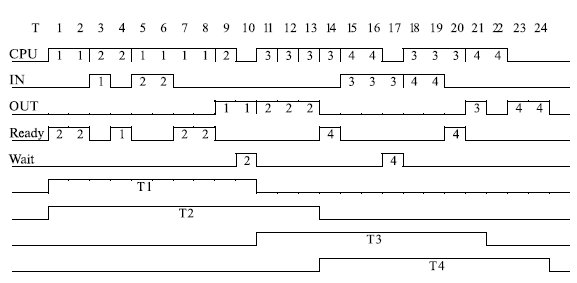 T 1 2 3 4 5 6 7 8 9 10 11 12 13 14 15 16 17 18 19 20 21 22 23 24
CPU 1 1 2 2 1 1 1 1 2 3 3 3 3 4 4 3 3 3 4 4
IN 1 2 2 3 3 3 4 4
OUT 1 1 2 2 2 3 4 4
Ready 2 2 1 2 2 4 4
Wait 2 4
T1
T2
T3
T4